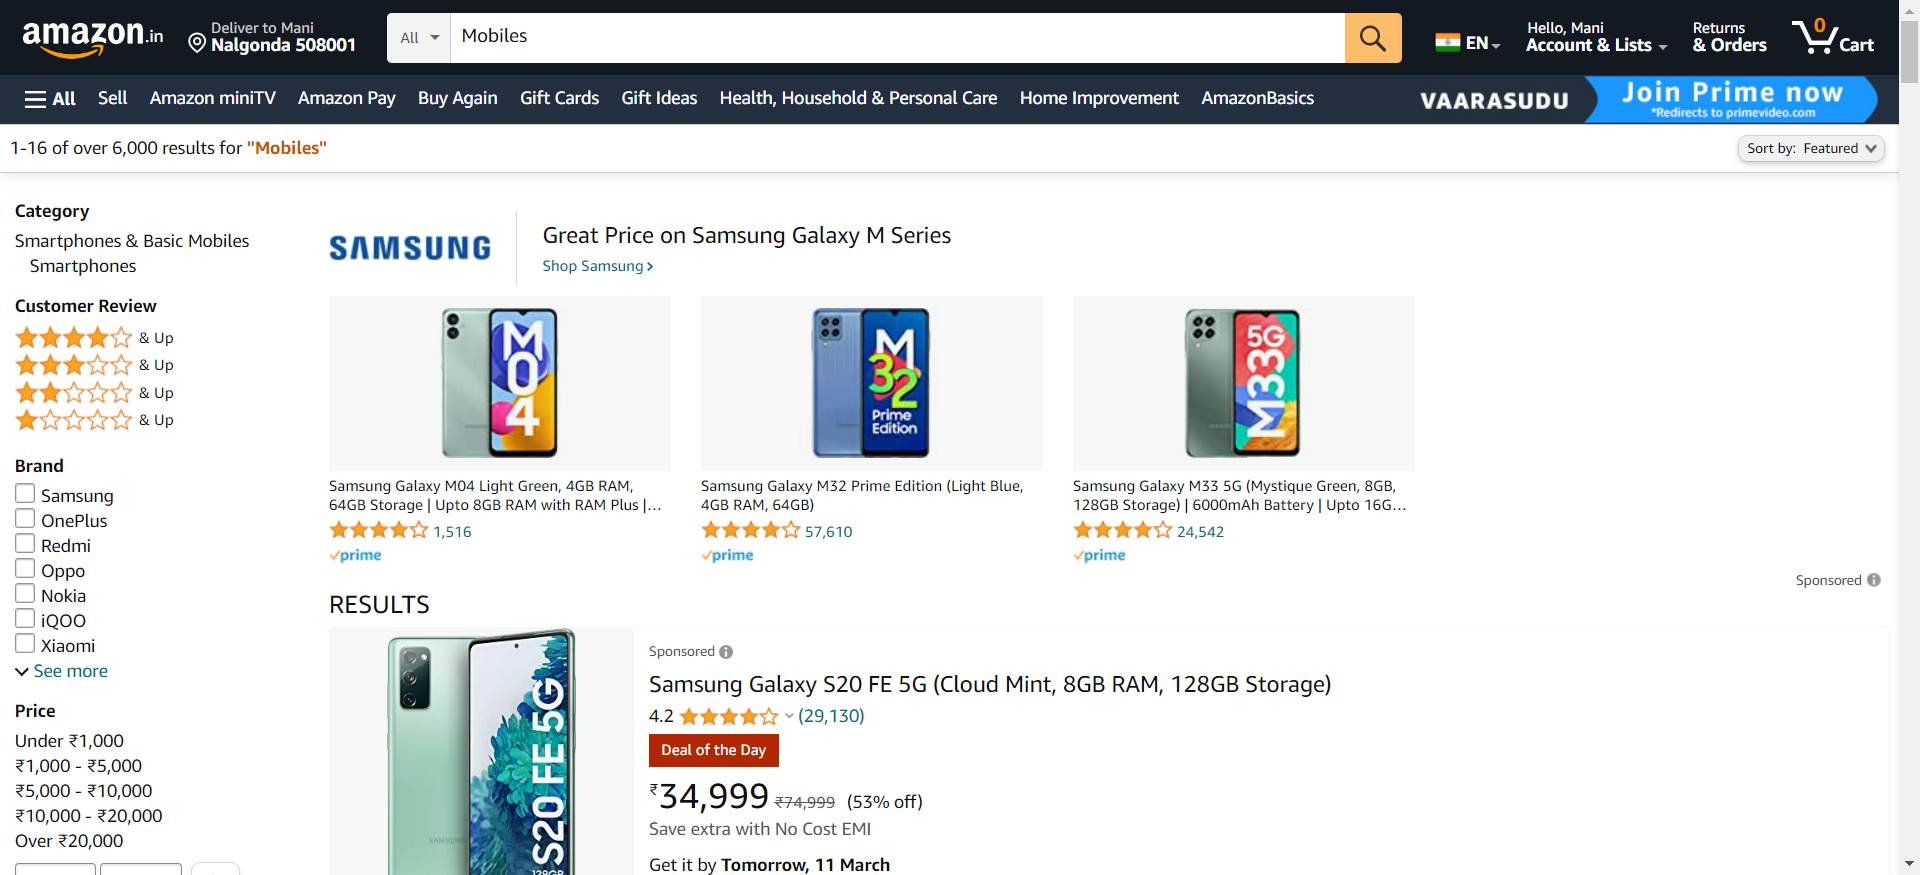 amazon.in
Deliver to Mani
Nalgonda 508001
All
Mobiles
EN
Hello, Mani
Account & Lists
Returns
& Orders
0
Cart
All
Sell
Amazon miniTV
Amazon Pay
Buy Again
Gift Cards
Gift Ideas
Health, Household & Personal Care
Home Improvement
AmazonBasics
VAARASUDU
Join Prime now
*Redirects to primevideo.com
1-16 of over 6,000 results for "Mobiles"
Sort by: Featured
Category
Smartphones & Basic Mobiles
Smartphones
Customer Review
& Up
& Up
& Up
& Up
Brand
Samsung
OnePlus
Redmi
Oppo
Nokia
iQOO
Xiaomi
See more
Price
Under ₹1,000
₹1,000 - ₹5,000
₹5,000 - ₹10,000
₹10,000 - ₹20,000
Over ₹20,000
SAMSUNG
Great Price on Samsung Galaxy M Series
Shop Samsung
M04
Samsung Galaxy M04 Light Green, 4GB RAM,
64GB Storage | Upto 8GB RAM with RAM Plus |...
1,516
prime
M
32
Prime
Edition
Samsung Galaxy M32 Prime Edition (Light Blue,
4GB RAM, 64GB)
57,610
prime
5G
M33
Samsung Galaxy M33 5G (Mystique Green, 8GB,
128GB Storage) | 6000mAh Battery | Upto 16G...
24,542
prime
Sponsored
RESULTS
SAMSUNG
S20 FE 5G
128GB
Sponsored
Samsung Galaxy S20 FE 5G (Cloud Mint, 8GB RAM, 128GB Storage)
4.2 (29,130)
Deal of the Day
₹34,999 ₹74,999 (53% off)
Save extra with No Cost EMI
Get it by Tomorrow, 11 March